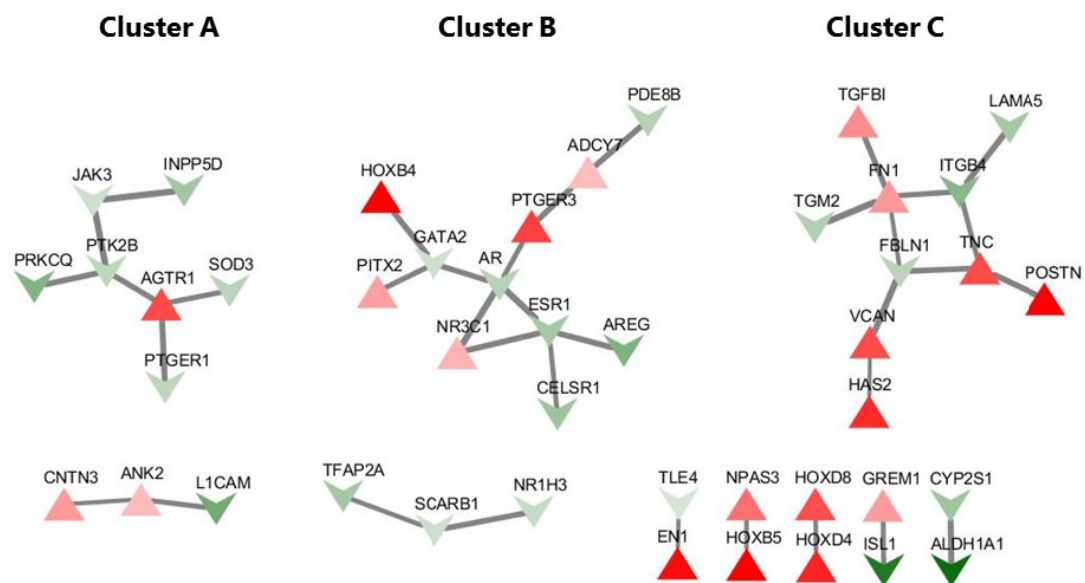 Cluster A
Cluster B
Cluster C
JAK3
INPP5D
PRKCQ
PTK2B
AGTR1
SOD3
PTGER1
PDE8B
ADCY7
HOXB4
PTGER3
GATA2
AR
PITX2
ESR1
NR3C1
AREG
CELSR1
TGFBI
LAMA5
FN1
ITGB4
TGM2
FBLN1
TNC
POSTN
VCAN
HAS2
CNTN3
ANK2
L1CAM
TFAP2A
SCARB1
NR1H3
TLE4
NPAS3
HOXD8
GREM1
CYP2S1
EN1
HOXB5
HOXD4
ISL1
ALDH1A1